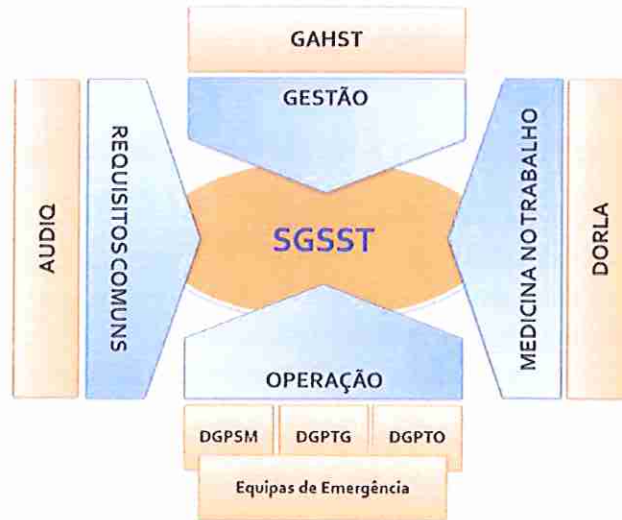 GAHST
GESTÃO
AUDIQ
REQUISITOS COMUNS
SGSST
MEDICINA NO TRABALHO
DORLA
OPERAÇÃO
DGPSM DGPTG DGPTO
Equipas de Emergência